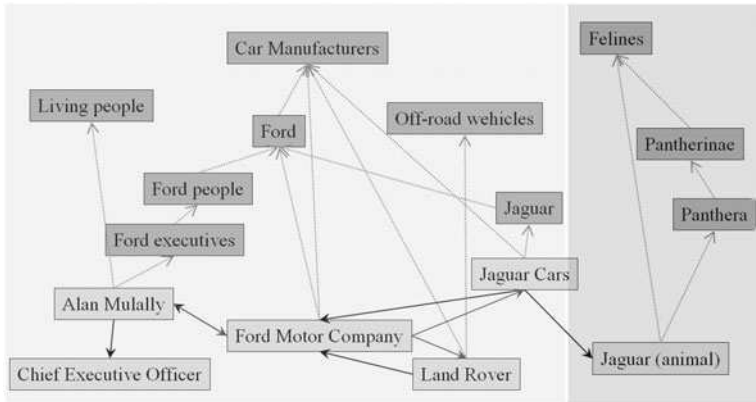 Car Manufacturers
Felines
Living people
Off-road wehicles
Ford
Pantherinae
Ford people
Jaguar
Panthera
Ford executives
Jaguar Cars
Alan Mulally
Ford Motor Company
Jaguar (animal)
Chief Executive Officer
Land Rover